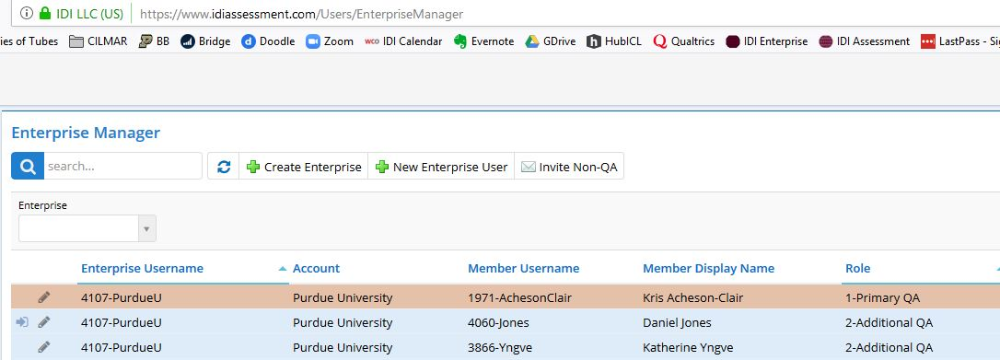 IDI LLC (US) https://www.idiassessment.com/Users/EnterpriseManager
ies of Tubes CILMAR BB Bridge Doodle Zoom wco IDI Calendar Evernote GDrive h HubICL Q Qualtrics IDI Enterprise IDI Assessment LastPass - Si
Enterprise Manager
search... Create Enterprise New Enterprise User Invite Non-QA
Enterprise
Enterprise Username Account Member Username Member Display Name Role
4107-PurdueU Purdue University 1971-AchesonClair Kris Acheson-Clair 1-Primary QA
4107-PurdueU Purdue University 4060-Jones Daniel Jones 2-Additional QA
4107-PurdueU Purdue University 3866-Yngve Katherine Yngve 2-Additional QA